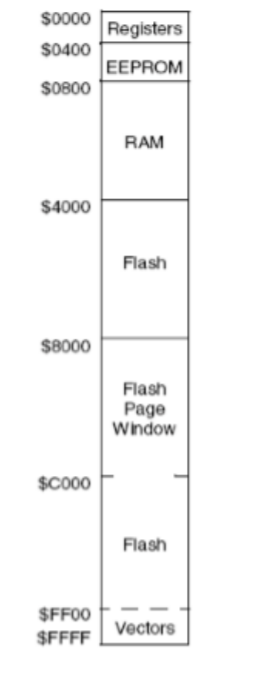 $0000
Registers
$0400
EEPROM
$0800
RAM
$4000
Flash
$8000
Flash
Page
Window
$C000
Flash
$FF00
Vectors
$FFFF